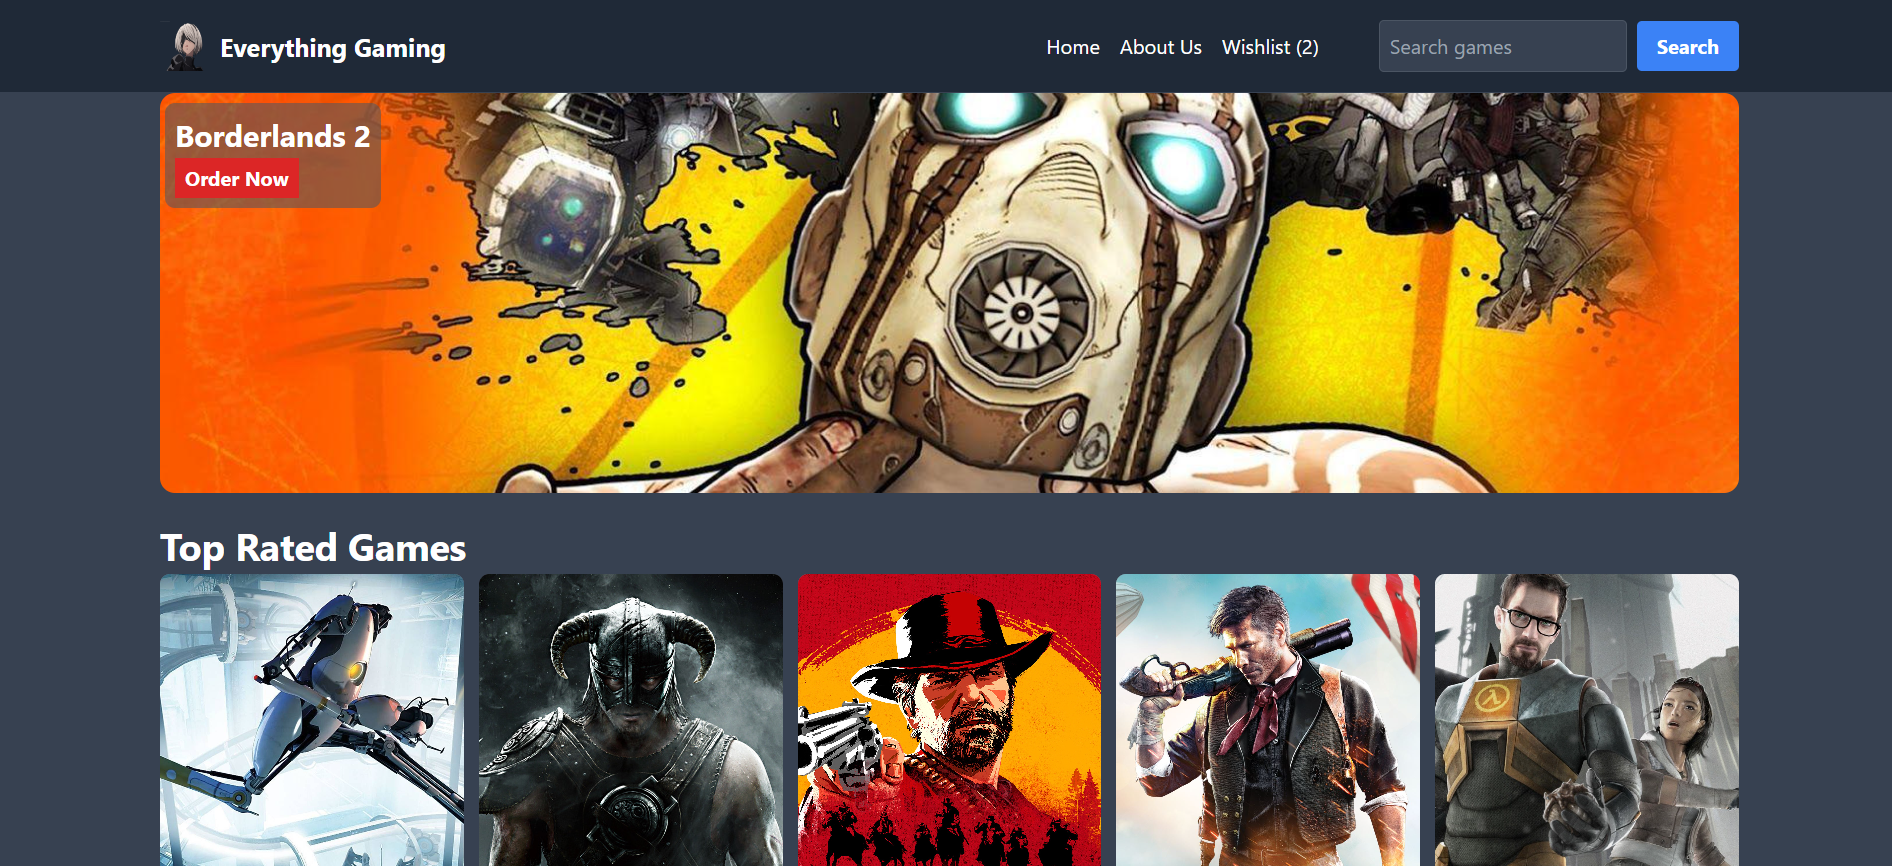 Everything Gaming
Home
About Us
Wishlist (2)
Search games
Search
Borderlands 2
Order Now
Top Rated Games